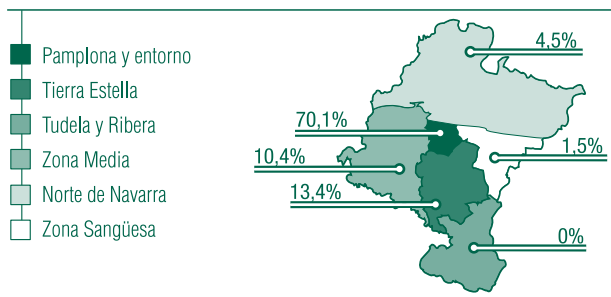 Pamplona y entorno
Tierra Estella
Tudela y Ribera
Zona Media
Norte de Navarra
Zona Sangüesa
4,5%
70,1%
1,5%
10,4%
13,4%
0%